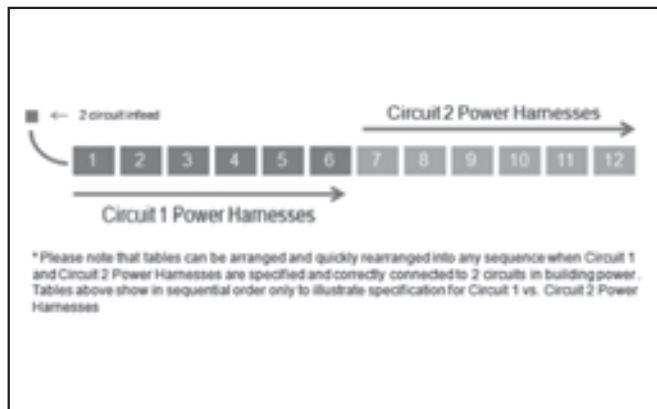 Circuit 2 Power Harnesses
← 2 circuit infeed
1 2 3 4 5 6 7 8 9 10 11 12
Circuit 1 Power Harnesses
*Please note that tables can be arranged and quickly rearranged into any sequence when Circuit 1
and Circuit 2 Power Harnesses are specified and correctly connected to 2 circuits in building power.
Tables above show in sequential order only to illustrate specification for Circuit 1 vs. Circuit 2 Power
Harnesses